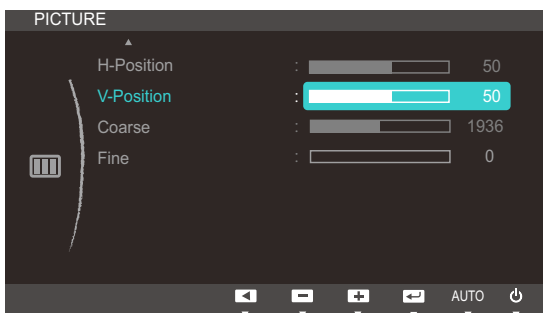 PICTURE
H-Position : 50
V-Position : 50
Coarse : 1936
Fine : 0
AUTO